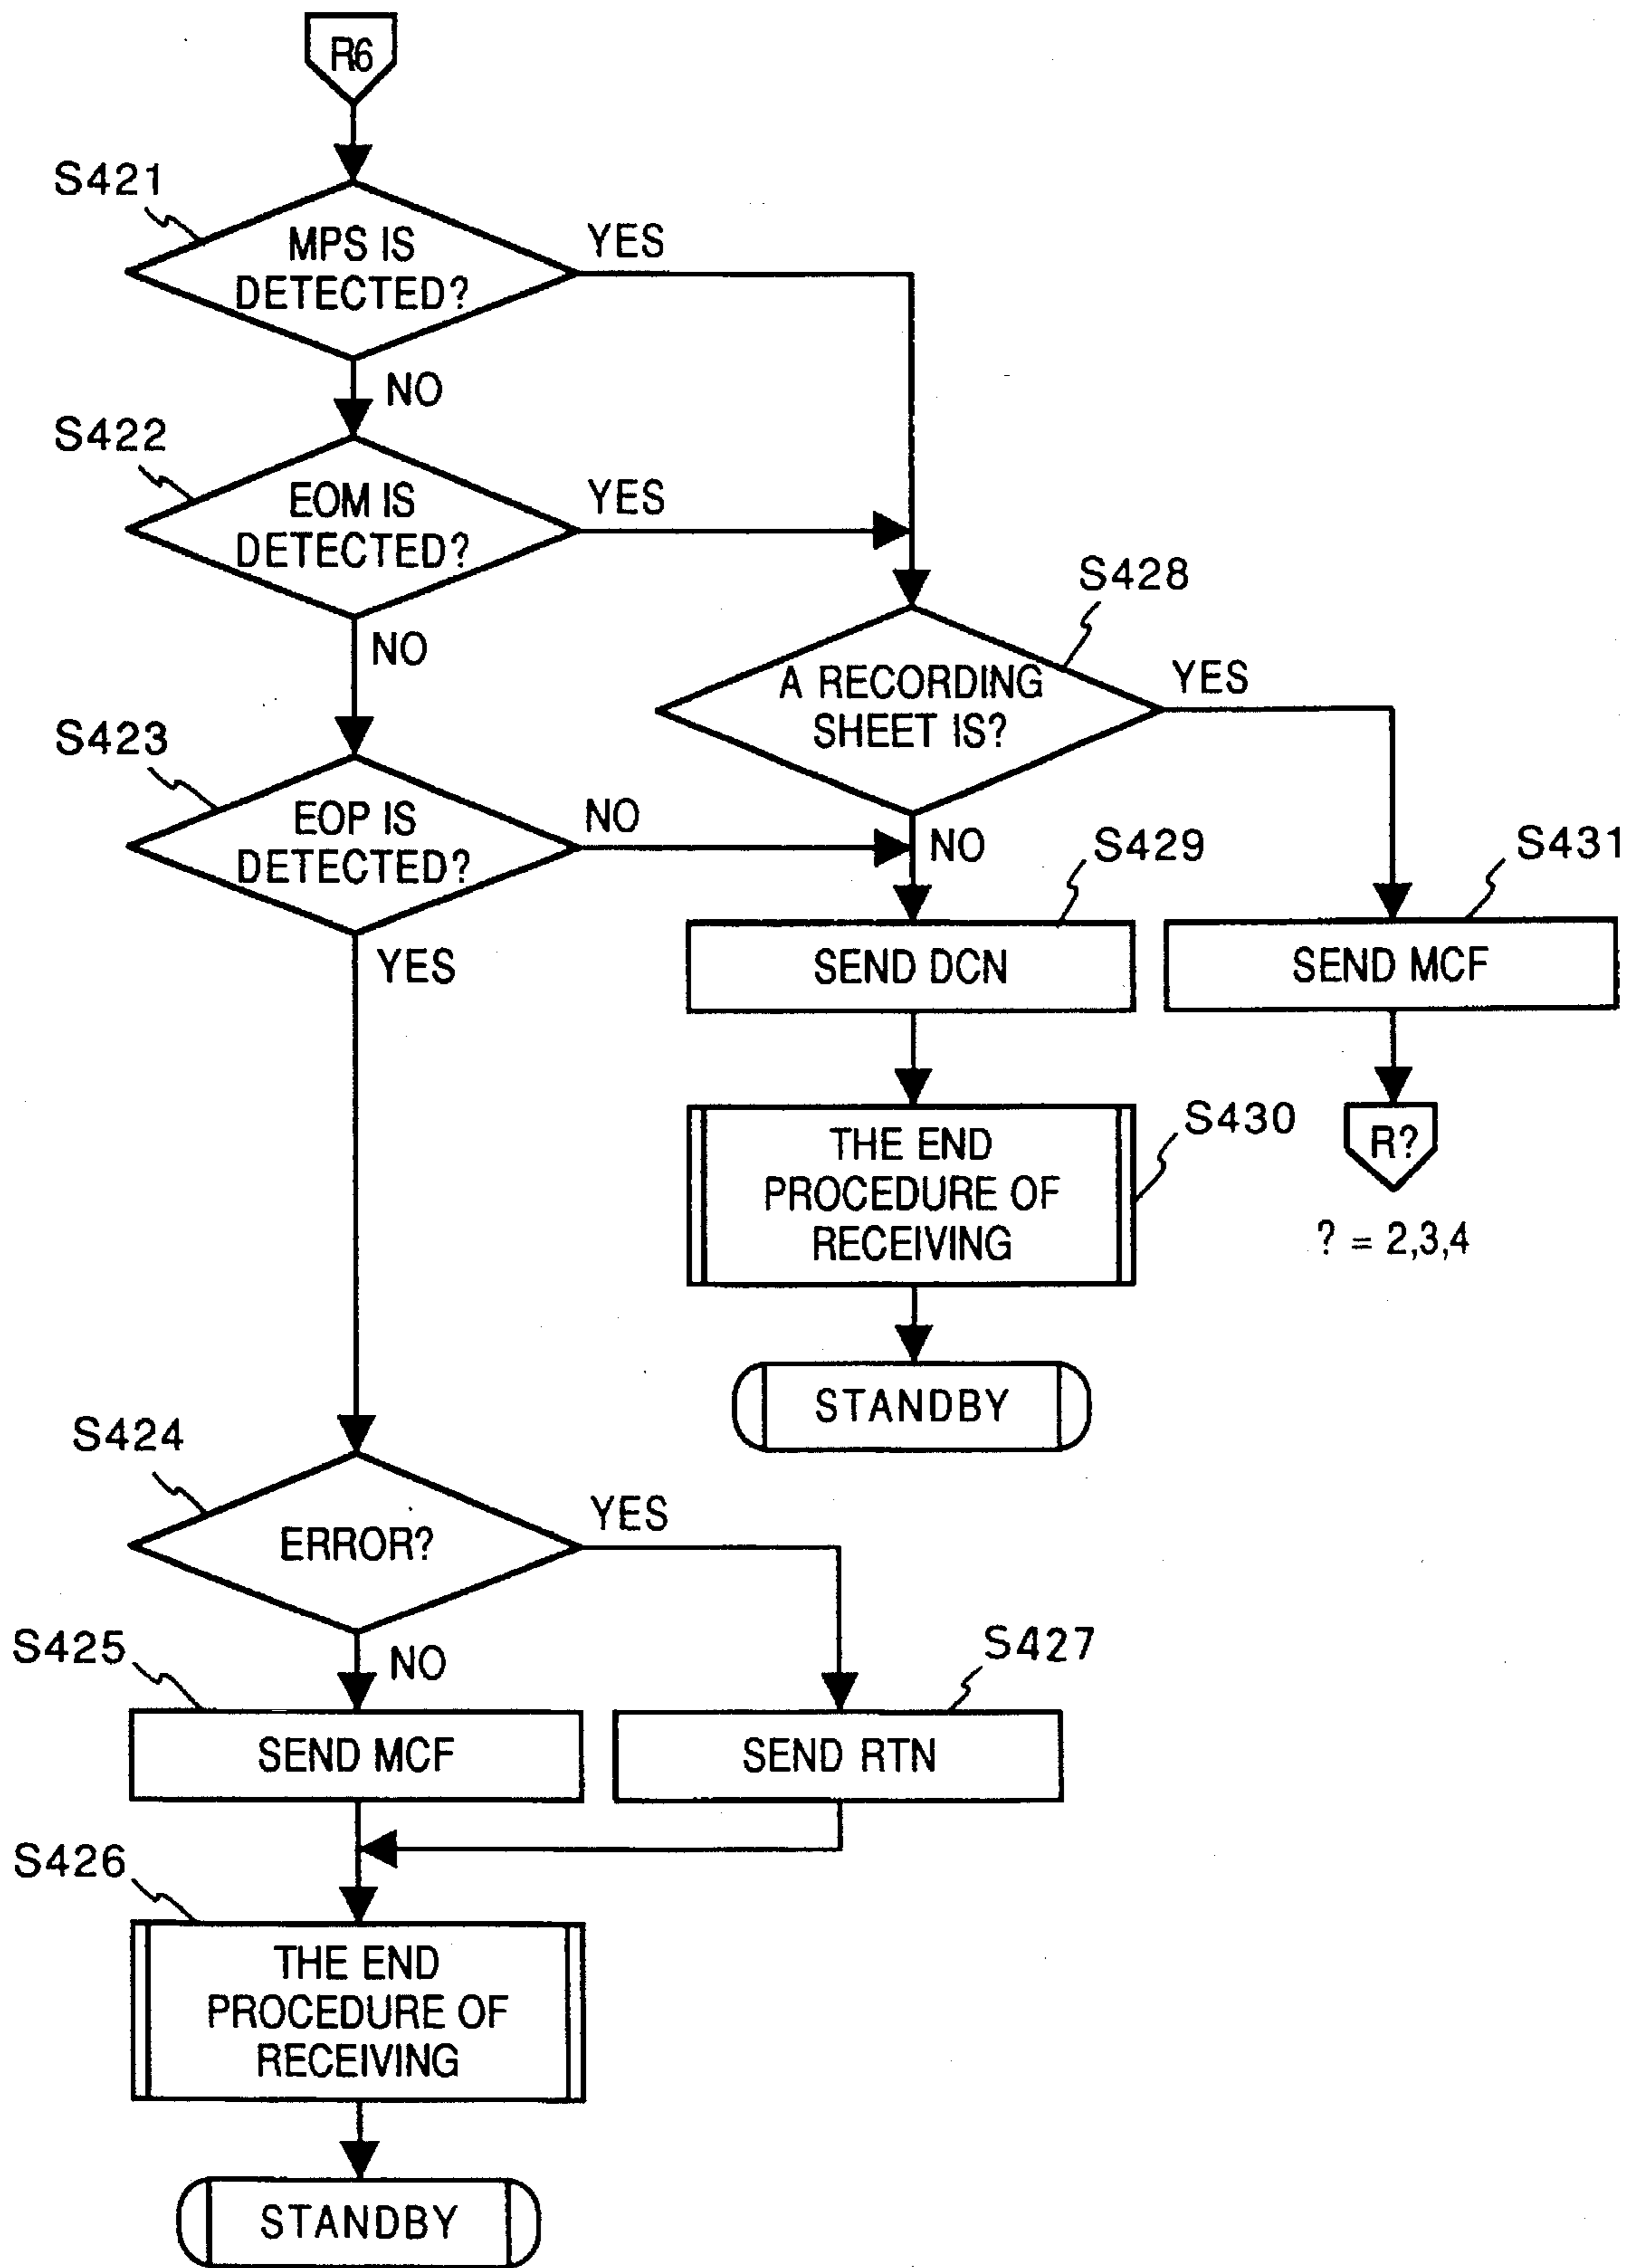 R6
S421
MPS IS
DETECTED?
YES
NO
S422
EOM IS
DETECTED?
YES
NO
S428
A RECORDING
SHEET IS?
YES
NO
S423
EOP IS
DETECTED?
NO
YES
S429
SEND DCN
S431
SEND MCF
S430
THE END
PROCEDURE OF
RECEIVING
R?
? = 2,3,4
STANDBY
S424
ERROR?
YES
NO
S425
SEND MCF
S427
SEND RTN
S426
THE END
PROCEDURE OF
RECEIVING
STANDBY